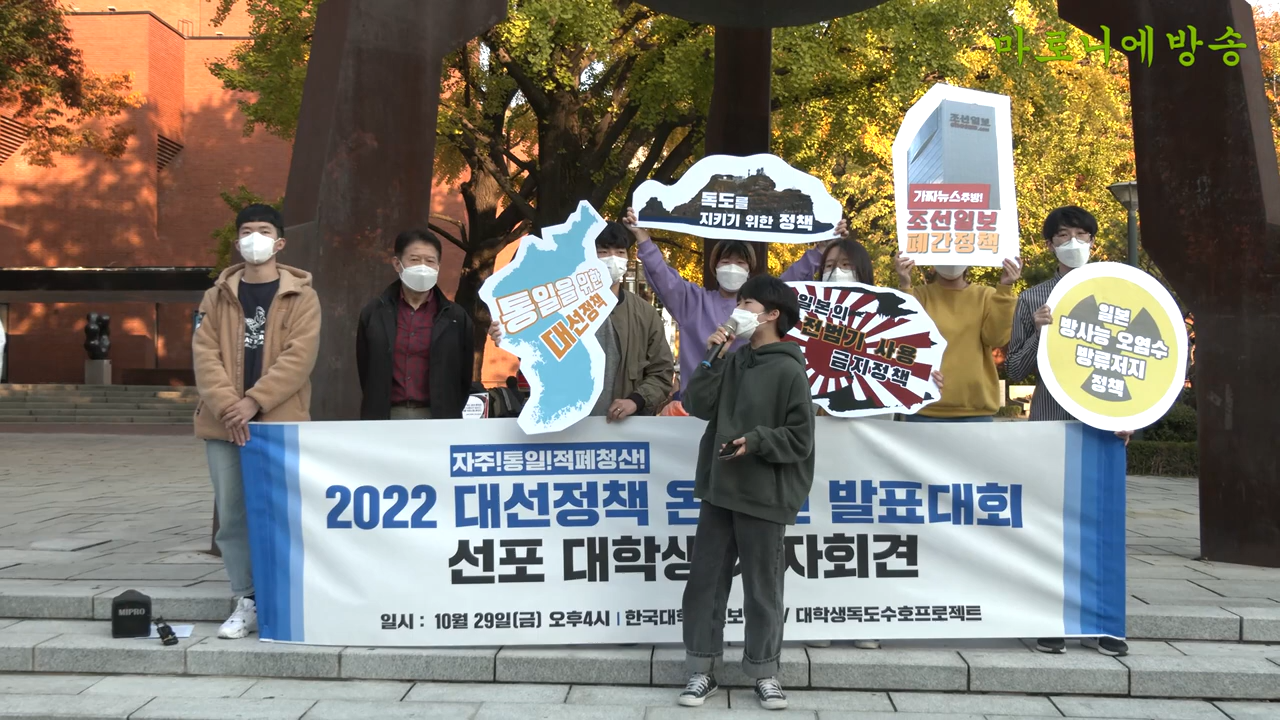 마로니에방송
조선일보
가짜뉴스추방!
조선일보
폐간정책
독도를
지키기 위한 정책
통일을 위한
대선정책
일본의
전범기 사용
금지정책
일본
방사능 오염수
방류저지
정책
자주!통일!적폐청산!
2022 대선정책 발표대회
선포 대학생 자회견
일시 : 10월 29일(금) 오후4시 | 한국대학 보 / 대학생독도수호프로젝트
MIPRO